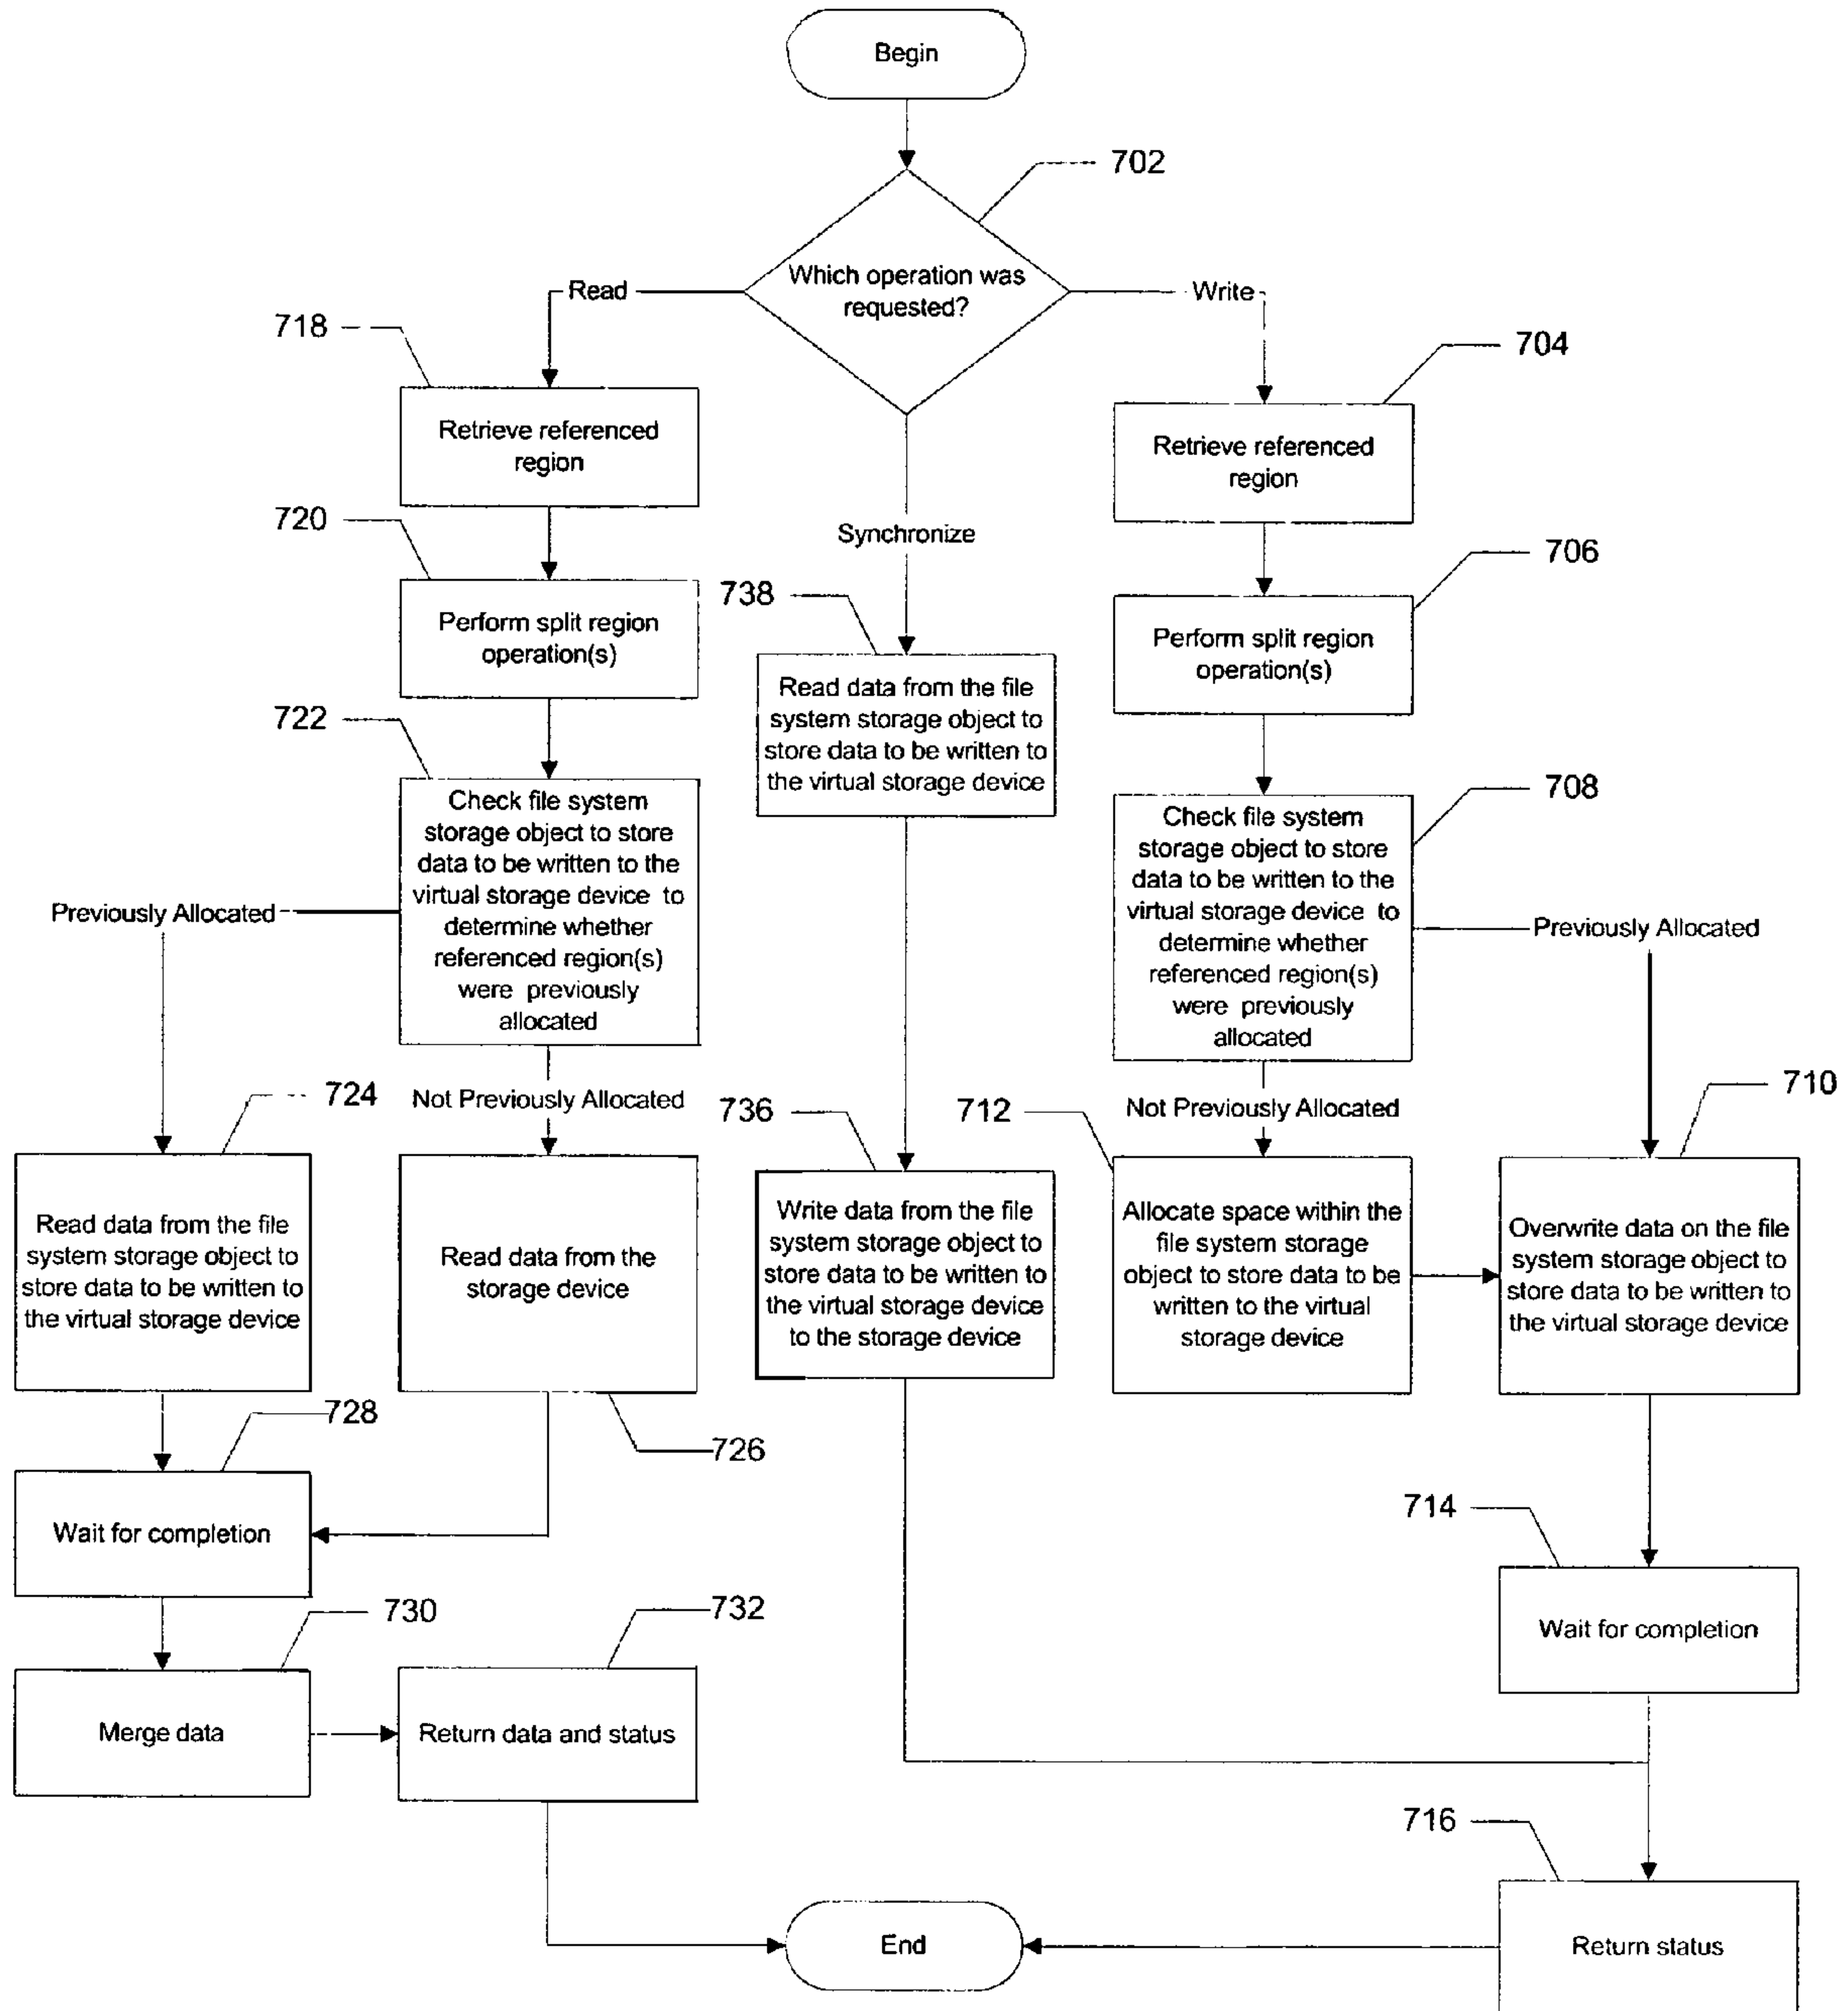 Begin
702
Which operation was
requested?
Read
Write
718
704
Retrieve referenced
region
Retrieve referenced
region
720
Synchronize
706
738
Perform split region
operation(s)
Perform split region
operation(s)
Read data from the file
system storage object to
store data to be written to
the virtual storage device
722
708
Check file system
storage object to store
data to be written to the
virtual storage device to
determine whether
referenced region(s)
were previously
allocated
Check file system
storage object to store
data to be written to the
virtual storage device to
determine whether
referenced region(s)
were previously
allocated
Previously Allocated
Previously Allocated
724
Not Previously Allocated
736
712
Not Previously Allocated
710
Read data from the file
system storage object to
store data to be written to
the virtual storage device
Read data from the
storage device
Write data from the file
system storage object to
store data to be written to
the virtual storage device
to the storage device
Allocate space within the
file system storage
object to store data to be
written to the virtual
storage device
Overwrite data on the file
system storage object to
store data to be written to
the virtual storage device
728
726
Wait for completion
714
Wait for completion
730
732
Merge data
Return data and status
716
End
Return status